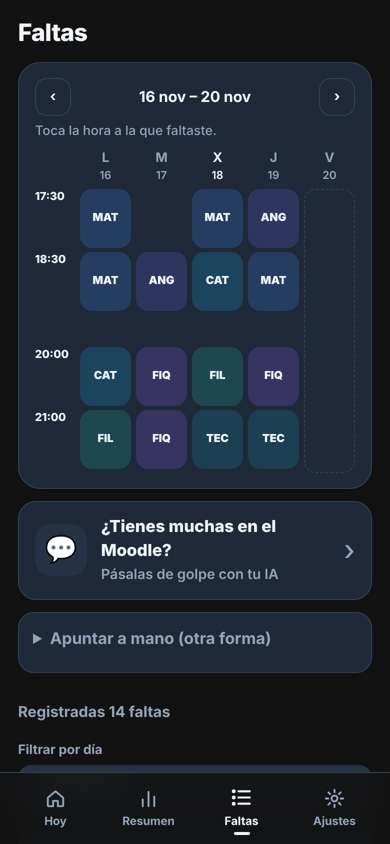 Faltas
‹ 16 nov – 20 nov ›
Toca la hora a la que faltaste.
L M X J V
16 17 18 19 20
17:30 MAT MAT ANG
18:30 MAT ANG CAT MAT
20:00 CAT FIQ FIL FIQ
21:00 FIL FIQ TEC TEC
¿Tienes muchas en el
Moodle?
Pásalas de golpe con tu IA
Apuntar a mano (otra forma)
Registradas 14 faltas
Filtrar por día
Hoy Resumen Faltas Ajustes